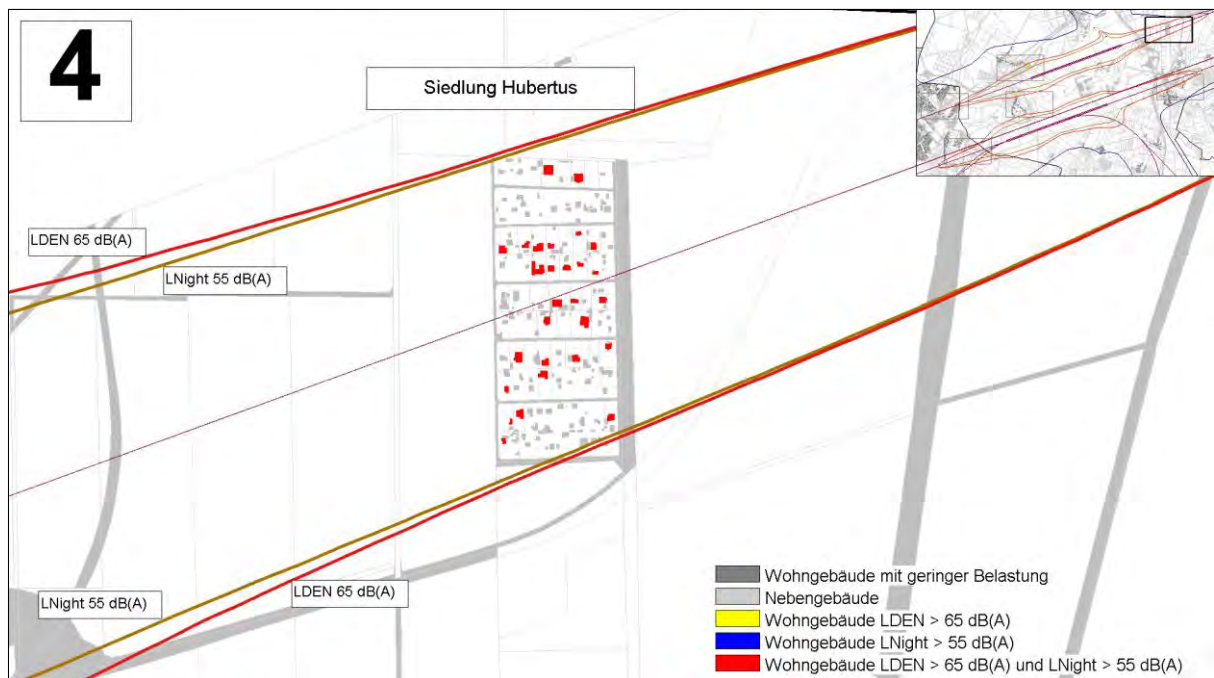 4
Siedlung Hubertus
LDEN 65 dB(A)
LNight 55 dB(A)
LNight 55 dB(A)
LDEN 65 dB(A)
Wohngebäude mit geringer Belastung
Nebengebäude
Wohngebäude LDEN > 65 dB(A)
Wohngebäude LNight > 55 dB(A)
Wohngebäude LDEN > 65 dB(A) und LNight > 55 dB(A)